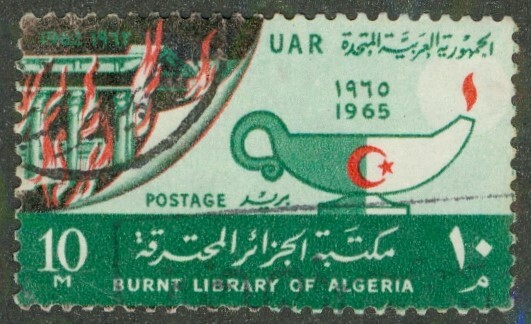 1962 ١٩٦٢
UAR الجمهورية العربية المتحدة
١٩٦٥
1965
POSTAGE بريد
10 M مكتبة الجزائر المحترقة ١٠ م
BURNT LIBRARY OF ALGERIA